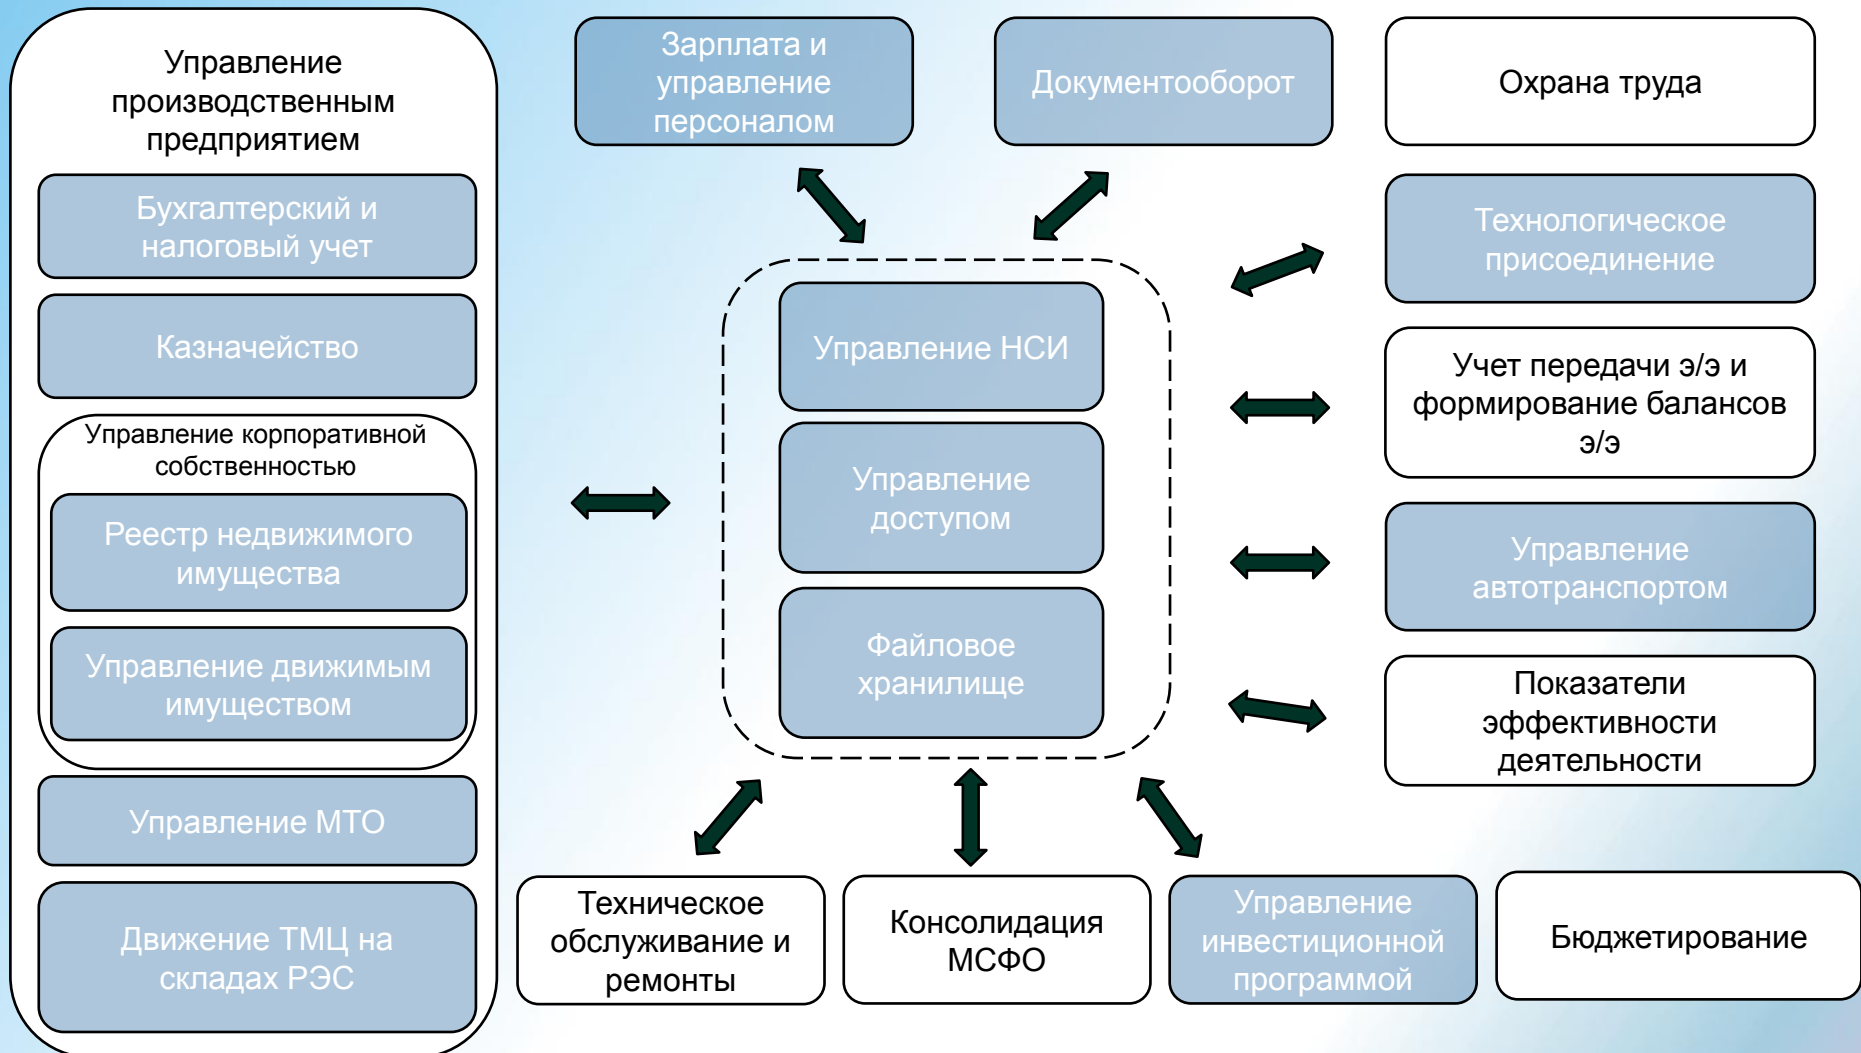 Управление
производственным
предприятием
Бухгалтерский и
налоговый учет
Казначейство
Управление корпоративной
собственностью
Реестр недвижимого
имущества
Управление движимым
имуществом
Управление МТО
Движение ТМЦ на
складах РЭС
Зарплата и
управление
персоналом
Документооборот
Охрана труда
Управление НСИ
Управление
доступом
Файловое
хранилище
Технологическое
присоединение
Учет передачи э/э и
формирование балансов
э/э
Управление
автотранспортом
Показатели
эффективности
деятельности
Техническое
обслуживание и
ремонты
Консолидация
МСФО
Управление
инвестиционной
программой
Бюджетирование